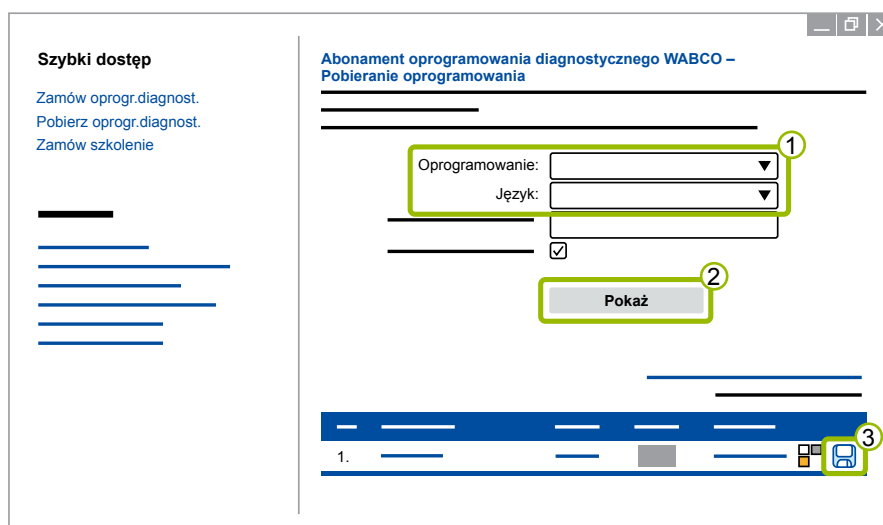 Szybki dostęp
Zamów oprogr.diagnost.
Pobierz oprogr.diagnost.
Zamów szkolenie
Abonament oprogramowania diagnostycznego WABCO –
Pobieranie oprogramowania
1
Oprogramowanie:
Język:
2
Pokaż
3
1.